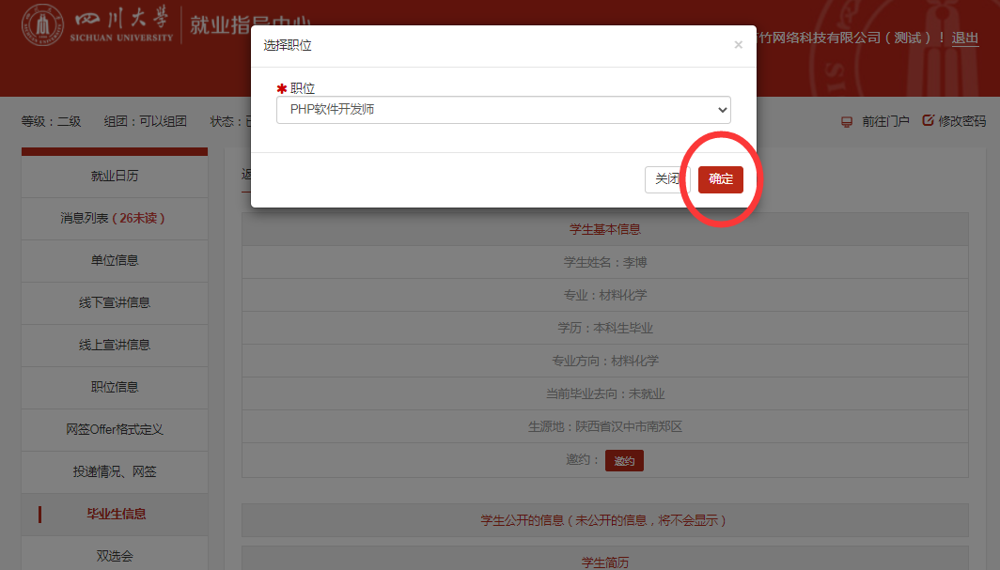 四川大学
SICHUAN UNIVERSITY
就业指导中心
竹网络科技有限公司（测试）！ 退出
选择职位
×
✱ 职位
PHP软件开发师
关闭
确定
等级：二级 组团：可以组团 状态：已
前往门户 修改密码
就业日历
消息列表（26未读）
单位信息
线下宣讲信息
线上宣讲信息
职位信息
网签Offer格式定义
投递情况、网签
毕业生信息
双选会
返
学生基本信息
学生姓名：李博
专业：材料化学
学历：本科生毕业
专业方向：材料化学
当前毕业去向：未就业
生源地：陕西省汉中市南郑区
邀约： 邀约
学生公开的信息（未公开的信息，将不会显示）
学生简历